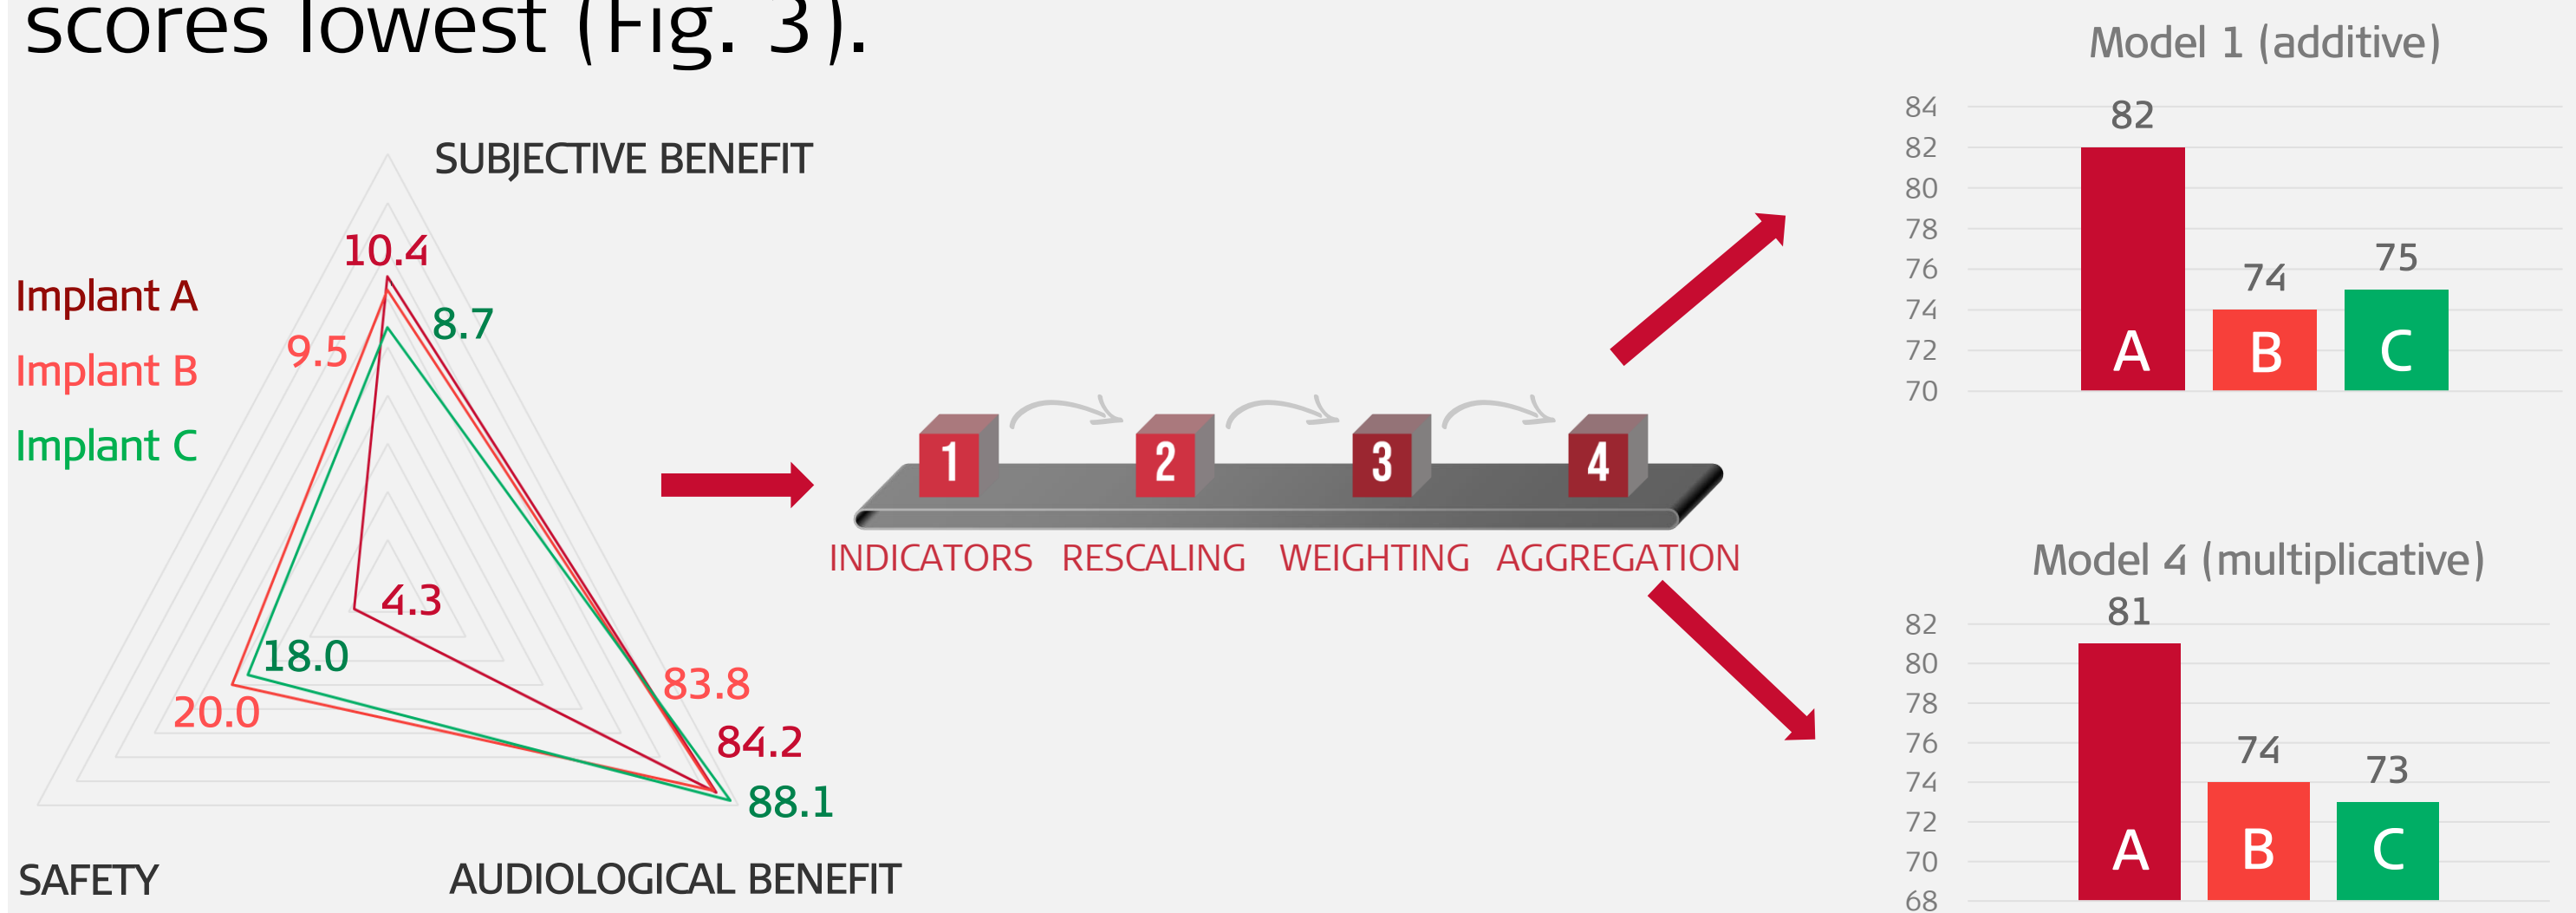 scores lowest (Fig. 3).
SUBJECTIVE BENEFIT
10.4
Implant A
8.7
9.5
Implant B
Implant C
4.3
18.0
20.0
83.8
84.2
88.1
SAFETY
AUDIOLOGICAL BENEFIT
1
2
3
4
INDICATORS
RESCALING
WEIGHTING
AGGREGATION
Model 1 (additive)
84
82
80
78
76
74
72
70
82
74
75
A
B
C
Model 4 (multiplicative)
82
80
78
76
74
72
70
68
81
74
73
A
B
C